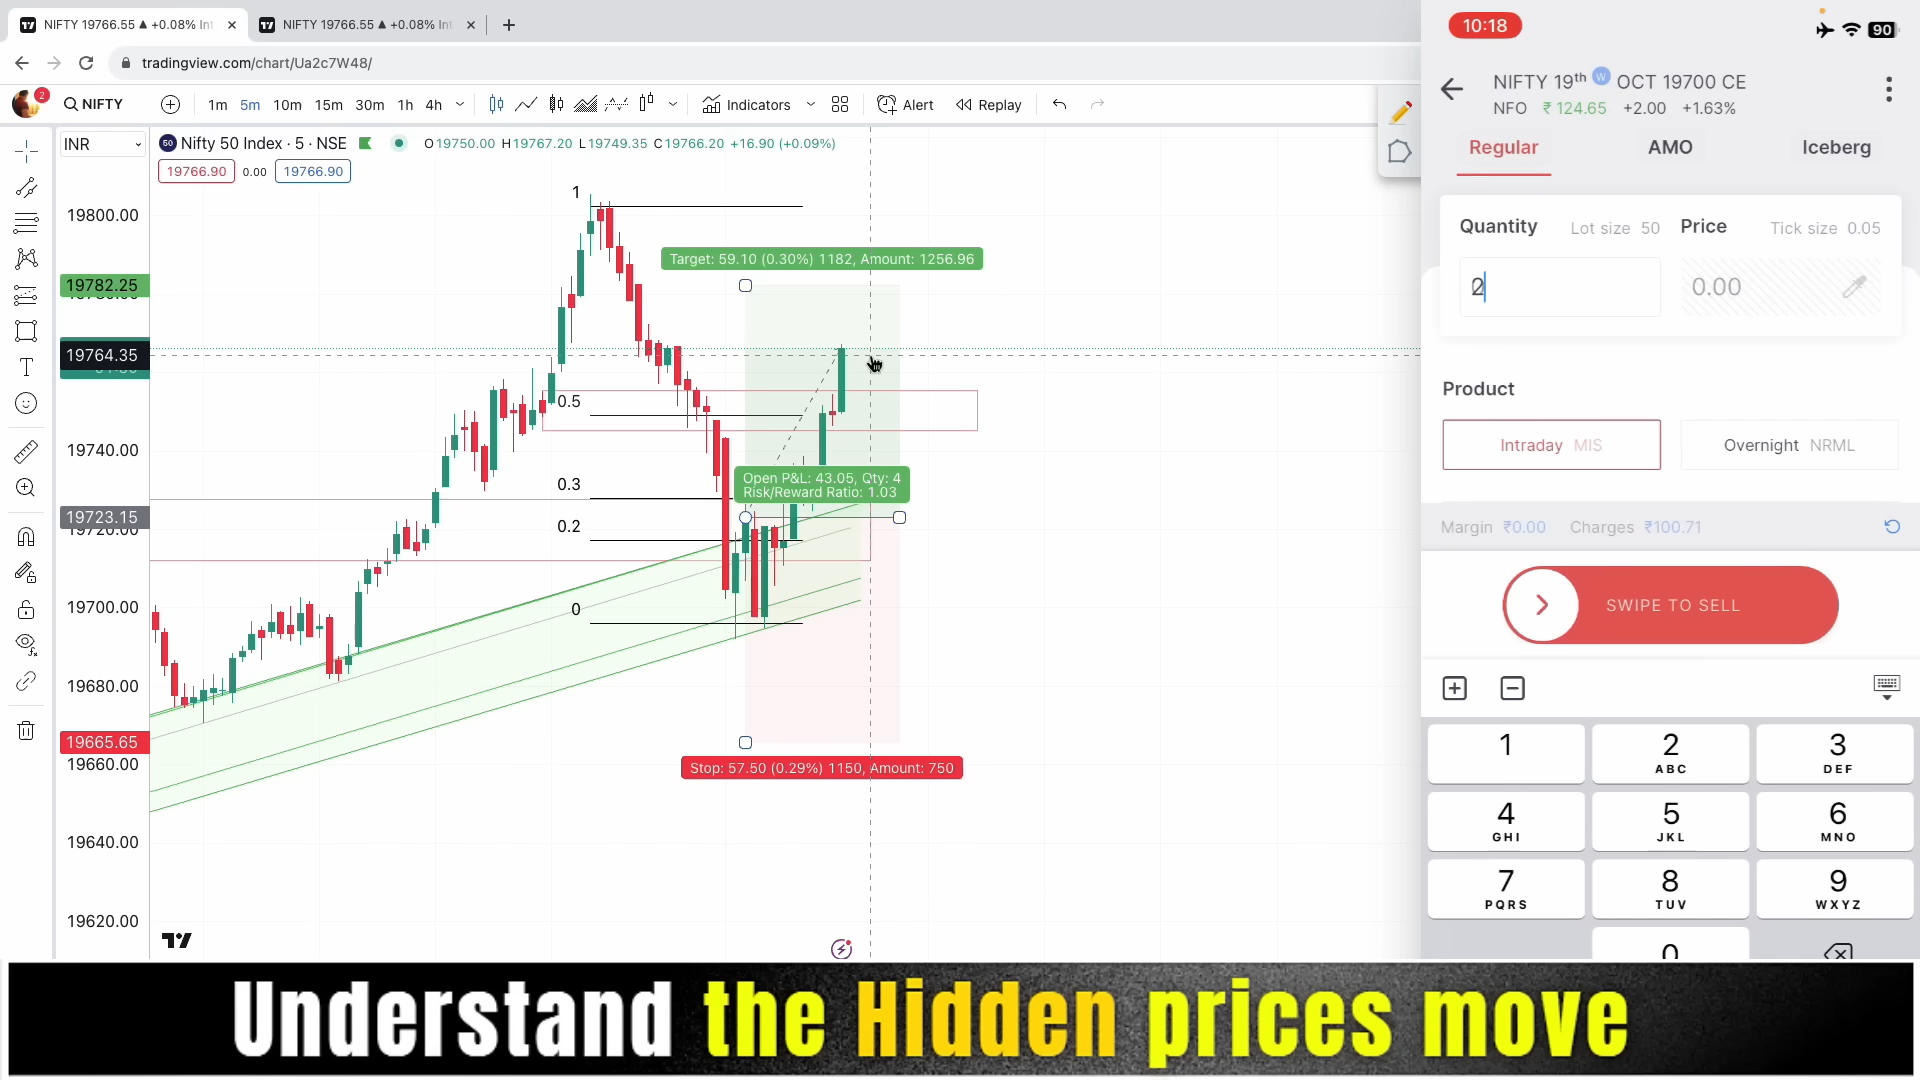 NIFTY 19766.55 ▲ +0.08% Int
NIFTY 19766.55 ▲ +0.08% Int
tradingview.com/chart/Ua2c7W48/
2
NIFTY
1m 5m 10m 15m 30m 1h 4h
Indicators
Alert
Replay
INR
50 Nifty 50 Index · 5 · NSE
O19750.00 H19767.20 L19749.35 C19766.20 +16.90 (+0.09%)
19766.90 0.00 19766.90
19800.00
19782.25
19764.35
19740.00
19723.15
19700.00
19680.00
19665.65
19660.00
19640.00
19620.00
1
0.5
0.3
0.2
0
Target: 59.10 (0.30%) 1182, Amount: 1256.96
Open P&L: 43.05, Qty: 4
Risk/Reward Ratio: 1.03
Stop: 57.50 (0.29%) 1150, Amount: 750
10:18
90
NIFTY 19th W OCT 19700 CE
NFO ₹ 124.65 +2.00 +1.63%
Regular AMO Iceberg
Quantity Lot size 50 Price Tick size 0.05
2 0.00
Product
Intraday MIS Overnight NRML
Margin ₹0.00 Charges ₹100.71
SWIPE TO SELL
1 2 3
ABC DEF
4 5 6
GHI JKL MNO
7 8 9
PQRS TUV WXYZ
0
Understand the Hidden prices move